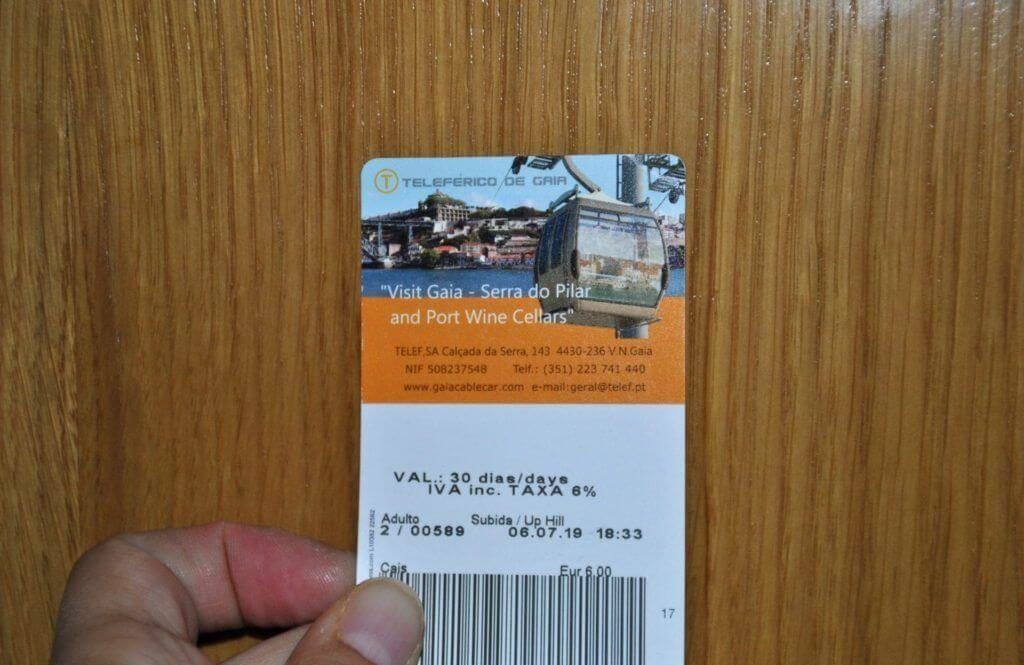 T TELEFÉRICO DE GAIA
"Visit Gaia - Serra do Pilar
and Port Wine Cellars"
TELEF,SA Calçada da Serra, 143 4430-236 V.N.Gaia
NIF 508237548 Telf.: (351) 223 741 440
www.gaiacablecar.com e-mail:geral@telef.pt
VAL.: 30 dias/days
IVA inc. TAXA 6%
Adulto Subida / Up Hill
2 / 00589 06.07.19 18:33
Cais Eur 6.00
17